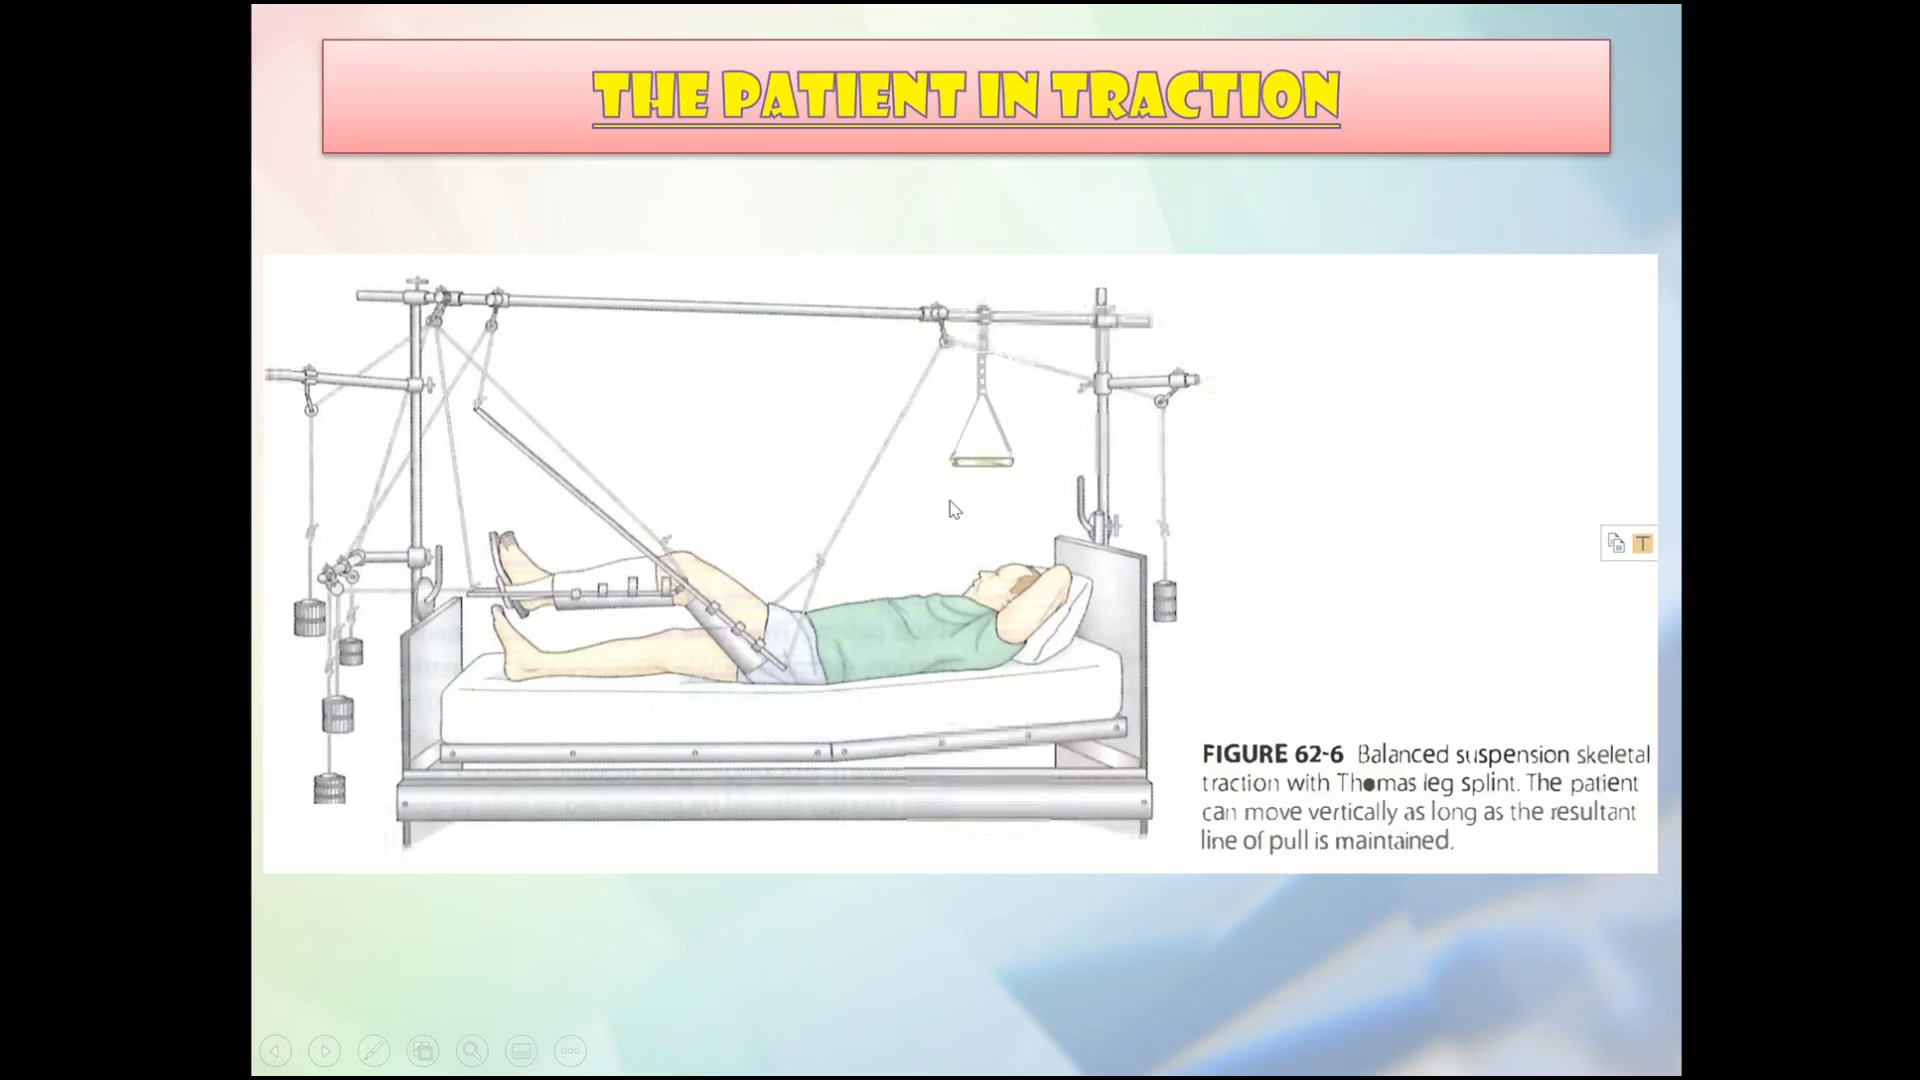 THE PATIENT IN TRACTION
FIGURE 62-6 Balanced suspension skeletal
traction with Thomas leg splint. The patient
can move vertically as long as the resultant
line of pull is maintained.